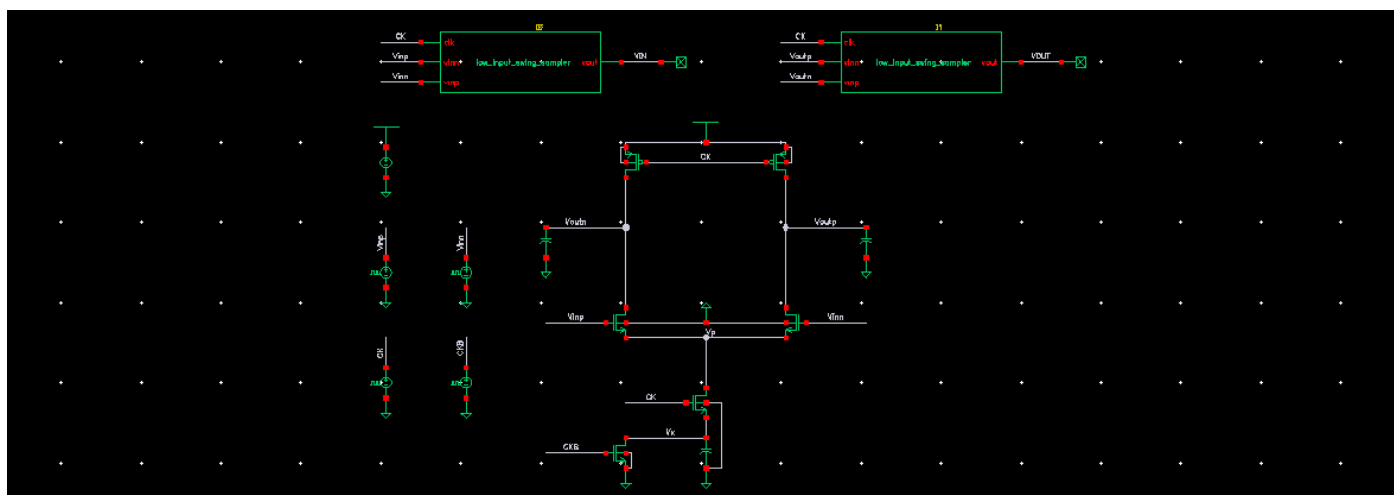 CK
clk
Vinp
vinn
low_input_swing_sampler
vout
VIN
Vinn
vinp
CK
clk
Voutp
vinn
low_input_swing_sampler
vout
VOUT
Voutn
vinp
CK
Voutn
Voutp
Vinp
Vinn
Vinp
Vinn
Vp
CK
CKB
CK
Vx
CKB